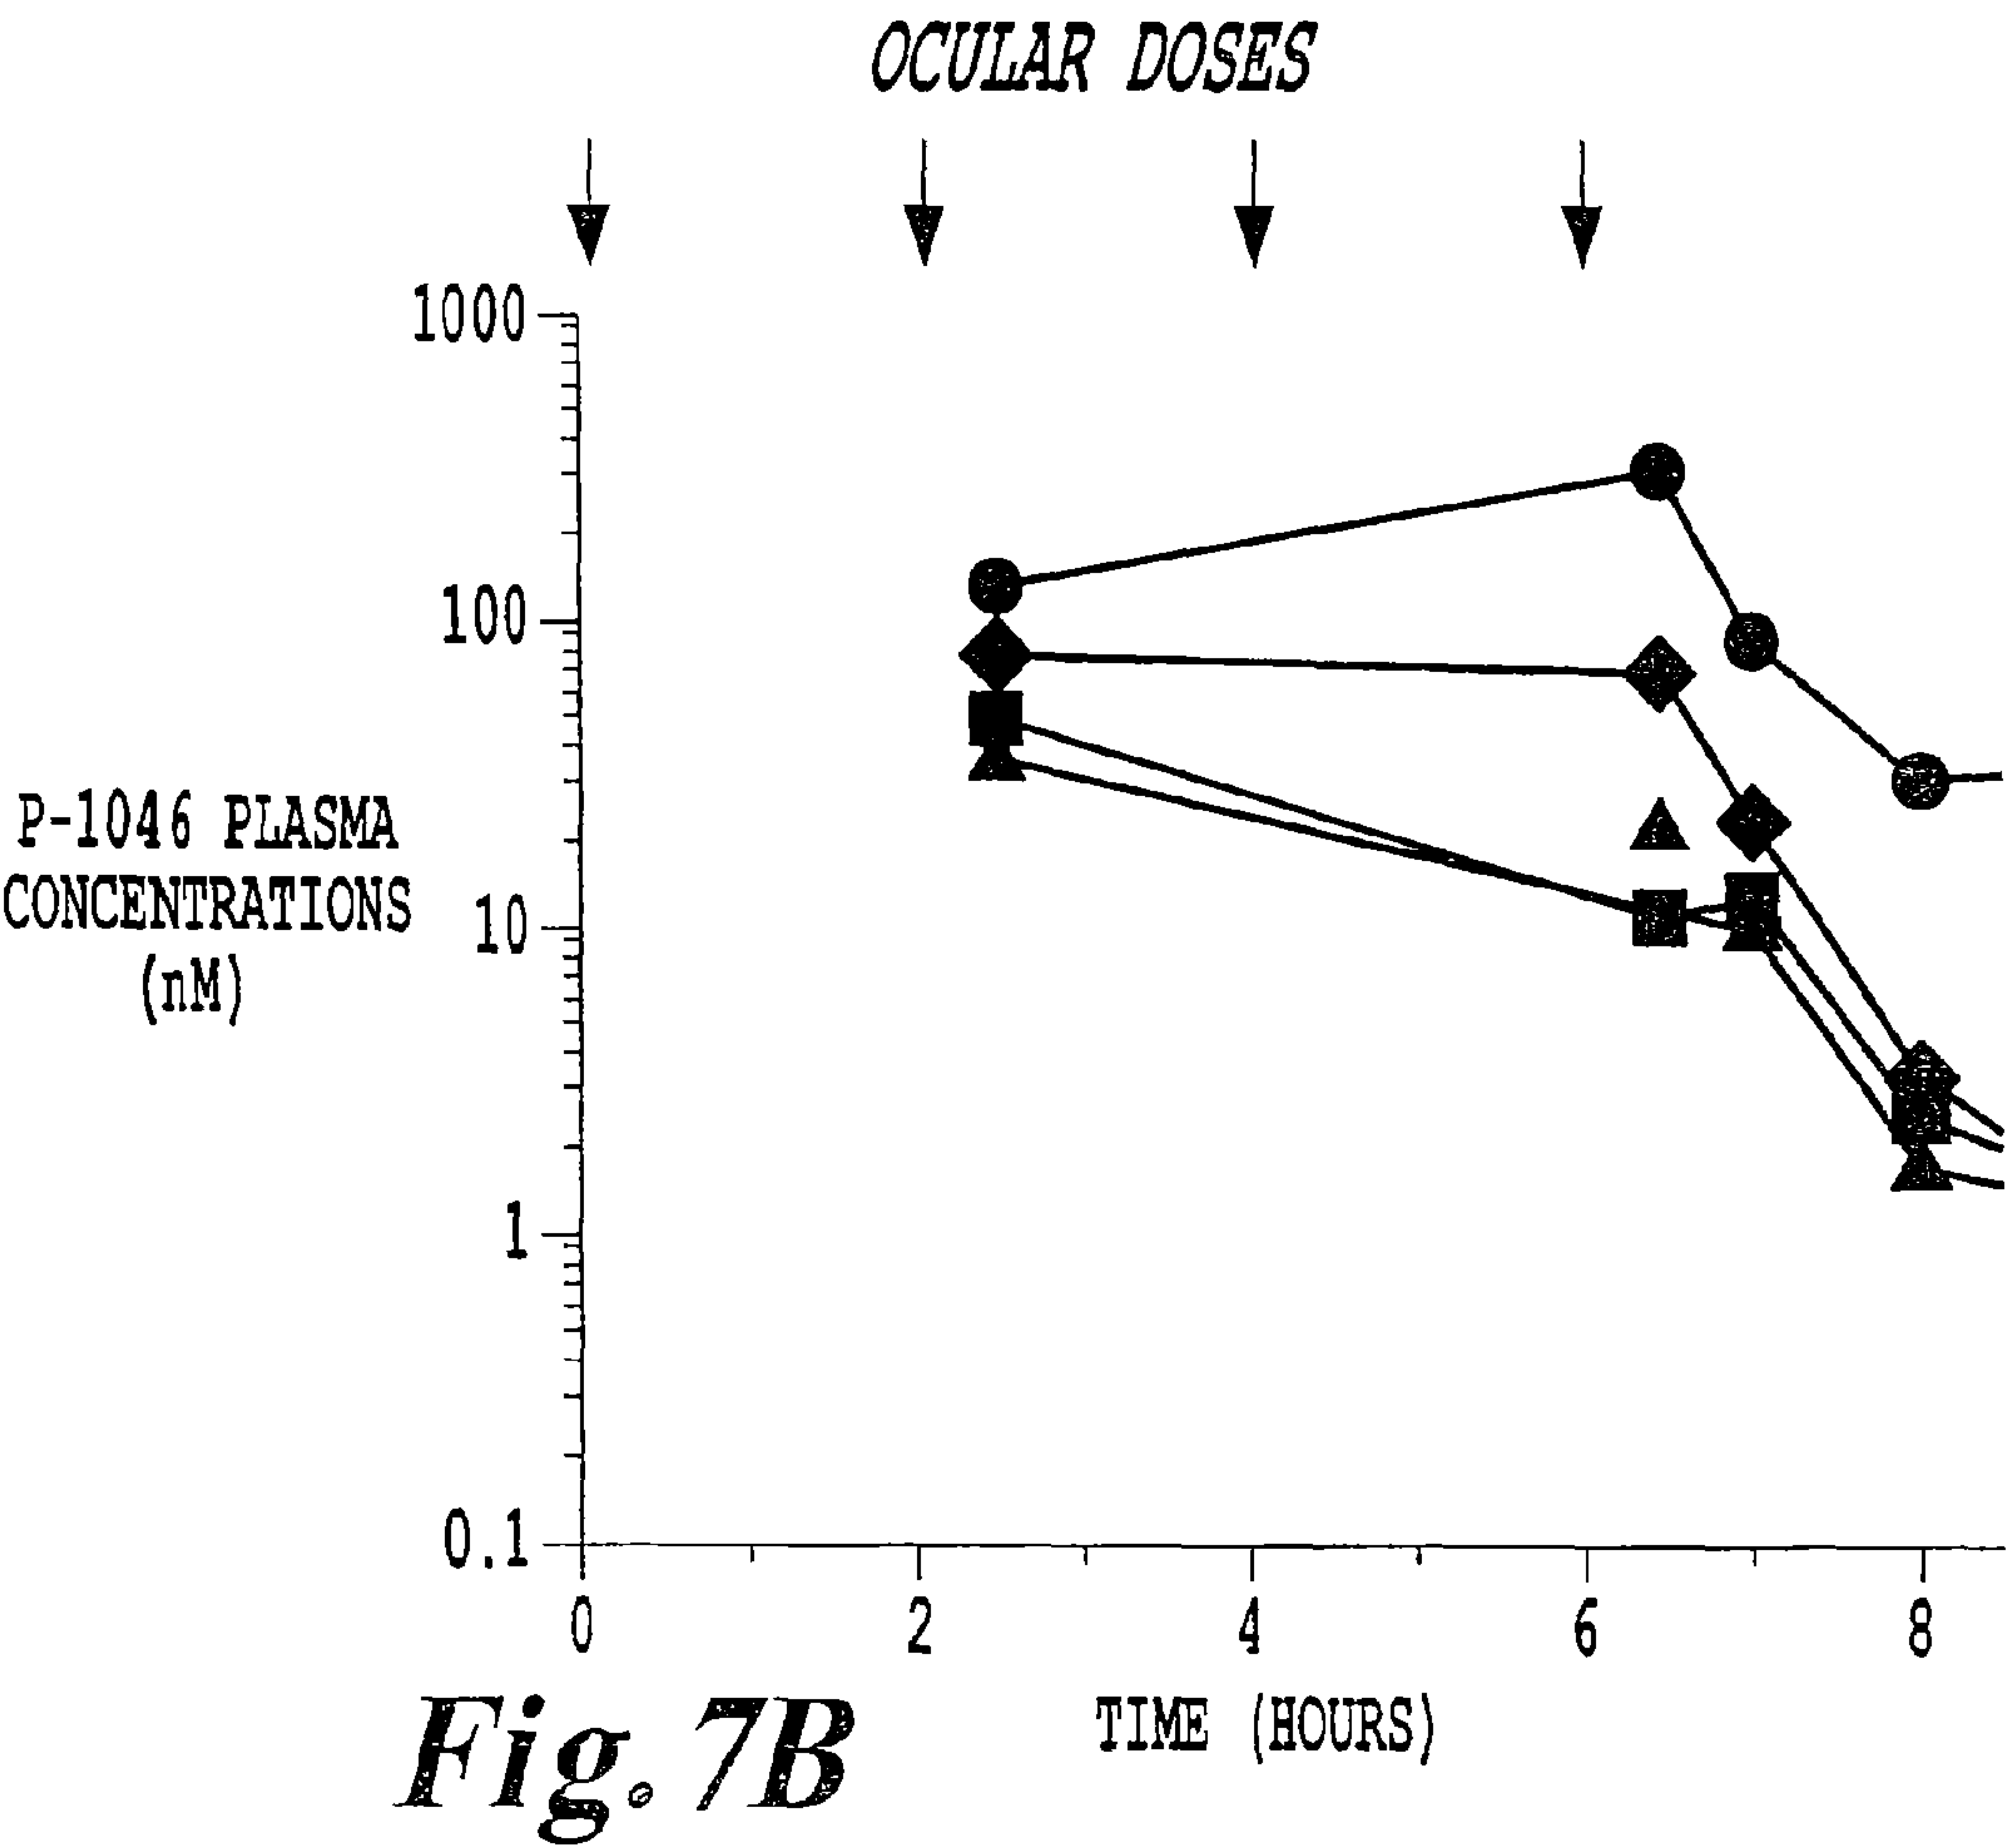 OCULAR DOSES
1000
100
P-1046 PLASMA
CONCENTRATIONS
(nM)
10
1
0.1
0 2 4 6 8
TIME (HOURS)
Fig. 7B